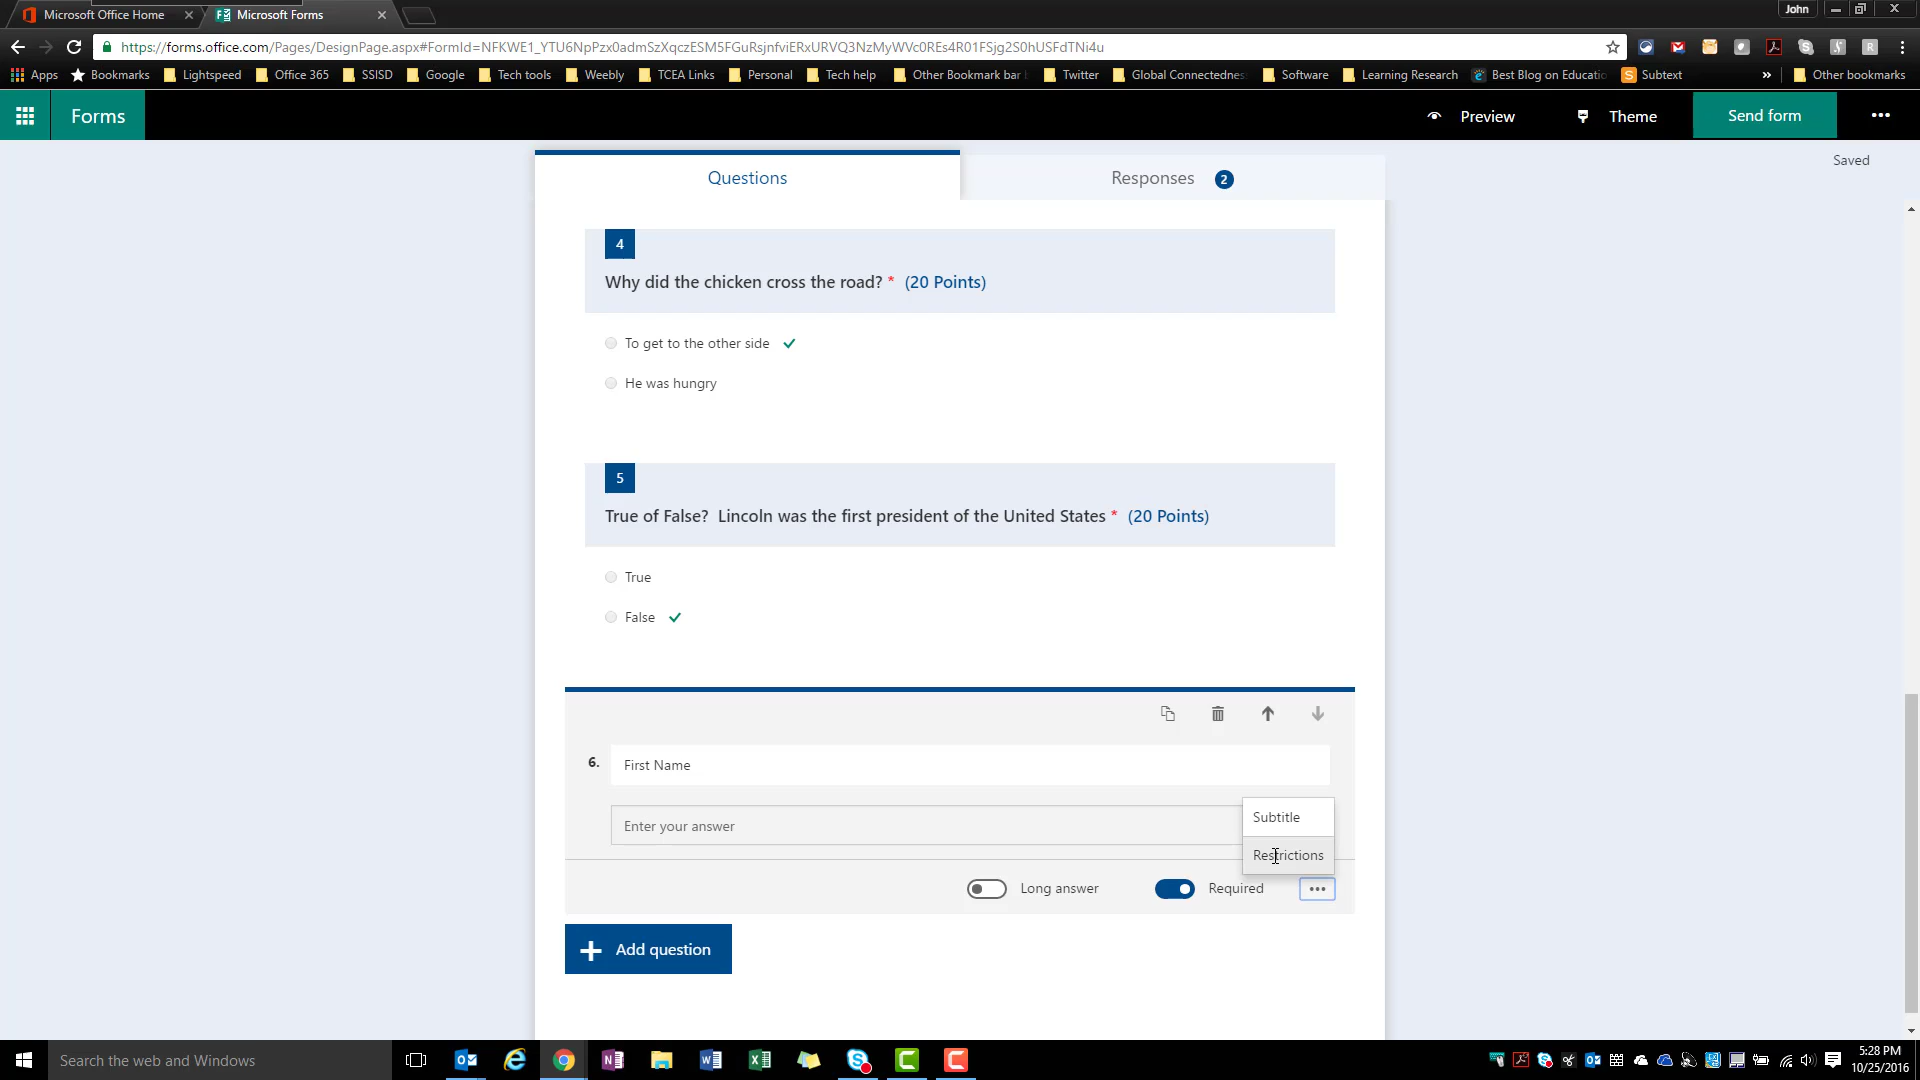 Microsoft Office Home
Microsoft Forms
John
https://forms.office.com/Pages/DesignPage.aspx#FormId=NFKWE1_YTU6NpPzx0admSzXqczESM5FGuRsjnfviERxURVQ3NzMyWVc0REs4R01FSjg2S0hUSFdTNi4u
Apps
Bookmarks
Lightspeed
Office 365
SSISD
Google
Tech tools
Weebly
TCEA Links
Personal
Tech help
Other Bookmark bar
Twitter
Global Connectednes
Software
Learning Research
Best Blog on Educatio
Subtext
Other bookmarks
Forms
Preview
Theme
Send form
Saved
Questions
Responses 2
4
Why did the chicken cross the road? * (20 Points)
To get to the other side
He was hungry
5
True of False? Lincoln was the first president of the United States * (20 Points)
True
False
6. First Name
Enter your answer
Subtitle
Restrictions
Long answer
Required
Add question
Search the web and Windows
5:28 PM
10/25/2016